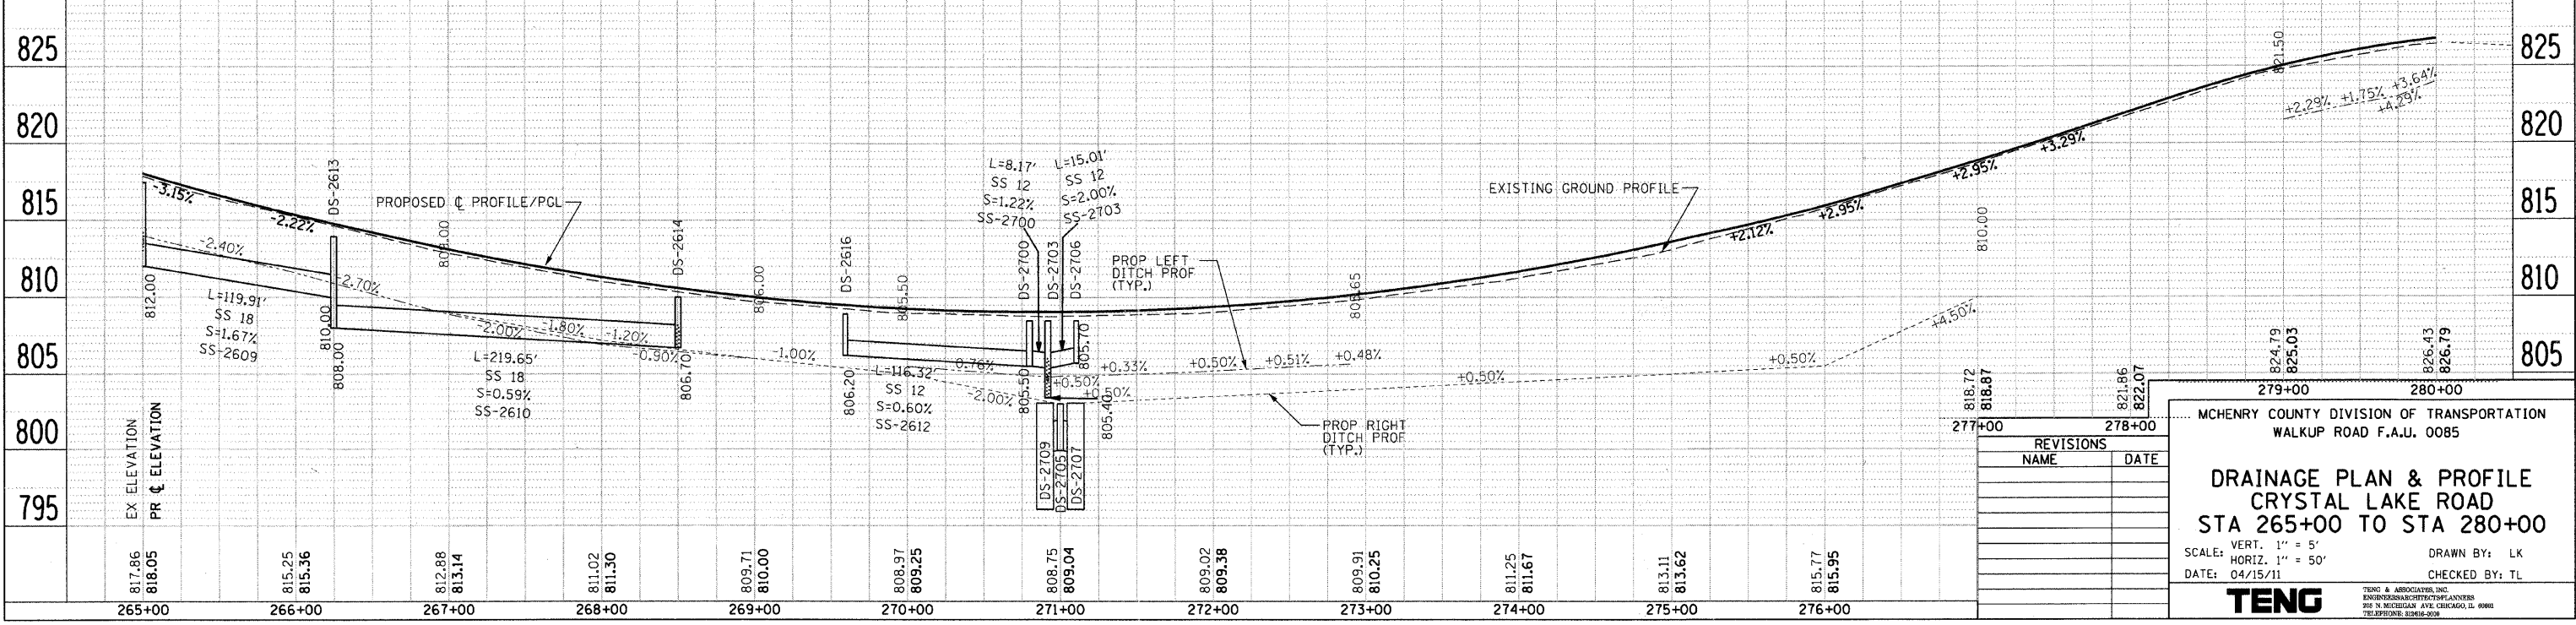 825
820
815
810
805
800
795
825
820
815
810
805
-3.15%
-2.22%
DS-2613
PROPOSED ℄ PROFILE/PGL
-2.40%
-2.70%
812.00
L=119.91'
SS 18
S=1.67%
SS-2609
810.00
808.00
-2.00%
-1.80%
-1.20%
-0.90%
L=219.65'
SS 18
S=0.59%
SS-2610
DS-2614
806.70
806.00
-1.00%
DS-2616
806.20
L=116.32'
SS 12
S=0.60%
SS-2612
-2.00%
L=8.17'
SS 12
S=1.22%
SS-2700
L=15.01'
SS 12
S=2.00%
SS-2703
DS-2700
DS-2703
DS-2706
805.50
805.70
805.40
+0.50%
+0.50%
DS-2709
DS-2705
DS-2707
PROP LEFT
DITCH PROF
(TYP.)
+0.33%
+0.50%
+0.51%
+0.48%
PROP RIGHT
DITCH PROF
(TYP.)
+0.50%
+0.50%
+4.50%
EXISTING GROUND PROFILE
+2.12%
+2.95%
+2.95%
+3.29%
810.00
821.50
+2.29% +1.75% +3.64%
+4.29%
EX ELEVATION
PR ℄ ELEVATION
817.86
818.05
815.25
815.36
812.88
813.14
811.02
811.30
809.71
810.00
808.97
809.25
808.75
809.04
809.02
809.38
809.91
810.25
811.25
811.67
813.11
813.62
815.77
815.95
818.72
818.87
821.86
822.07
824.79
825.03
826.43
826.79
265+00
266+00
267+00
268+00
269+00
270+00
271+00
272+00
273+00
274+00
275+00
276+00
277+00
278+00
279+00
280+00
REVISIONS
NAME DATE
MCHENRY COUNTY DIVISION OF TRANSPORTATION
WALKUP ROAD F.A.U. 0085
DRAINAGE PLAN & PROFILE
CRYSTAL LAKE ROAD
STA 265+00 TO STA 280+00
SCALE: VERT. 1" = 5'
HORIZ. 1" = 50'
DRAWN BY: LK
DATE: 04/15/11
CHECKED BY: TL
TENG
TENG & ASSOCIATES, INC.
ENGINEERS/ARCHITECTS/PLANNERS
205 N. MICHIGAN AVE. CHICAGO, IL 60601